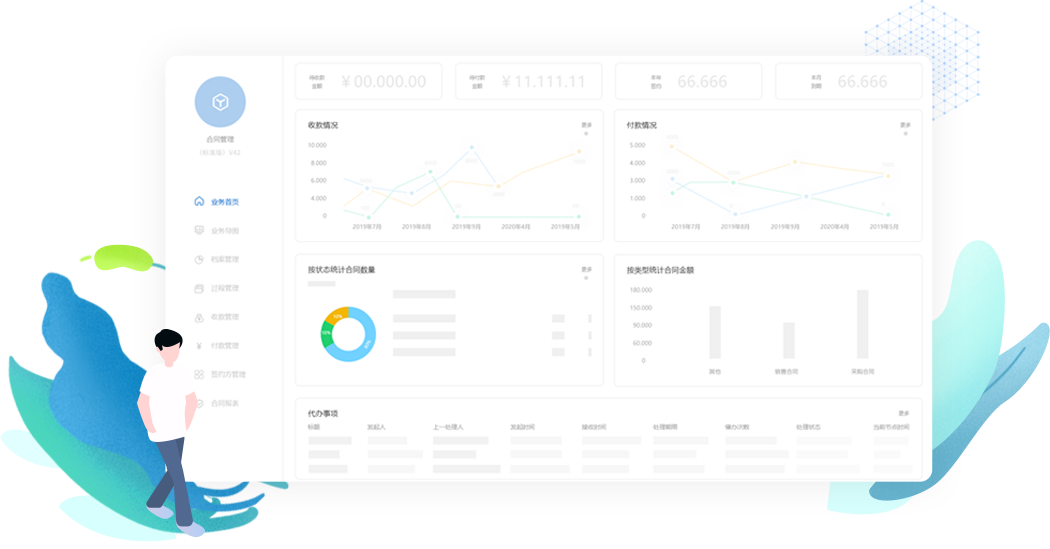 合同管理
(标准版) V4.0
业务首页
业务导图
档案管理
过程管理
收款管理
付款管理
签约方管理
合同报表
待收款
金额
¥ 00.000.00
待付款
金额
¥ 11.111.11
本年
签约
66.666
本月
到期
66.666
收款情况
更多
10.000
8.000
6.000
4.000
0
2019年7月
2019年8月
2019年9月
2020年4月
2019年5月
付款情况
更多
5.000
4.000
3.000
1.000
0
2019年7月
2019年8月
2019年9月
2020年4月
2019年5月
按状态统计合同数量
更多
按类型统计合同金额
180.000
150.000
90.000
60.000
0
其他
销售合同
采购合同
代办事项
更多
标题
发起人
上一处理人
发起时间
接收时间
处理期限
催办次数
处理状态
当前节点时间